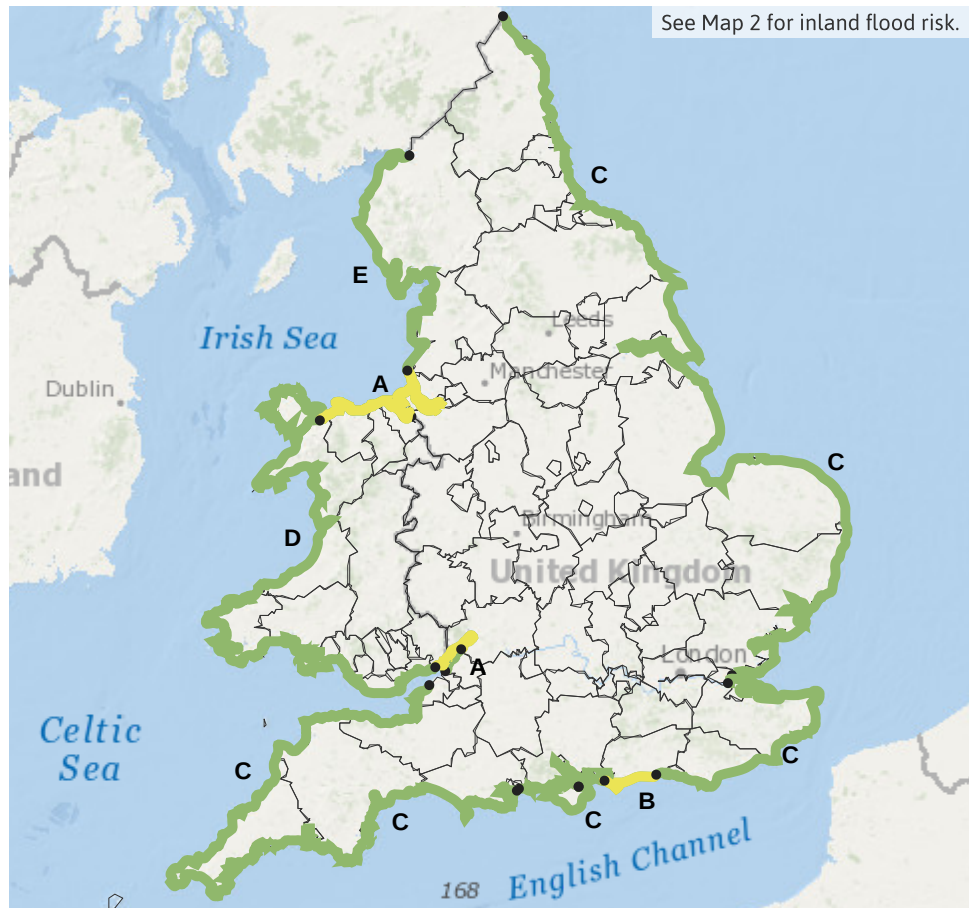 See Map 2 for inland flood risk.
C
E
Leeds
Irish Sea
Manchester
A
Dublin
C
and
Birmingham
D
United Kingdom
London
A
Celtic
Sea
C
C
B
C
C
English Channel
168